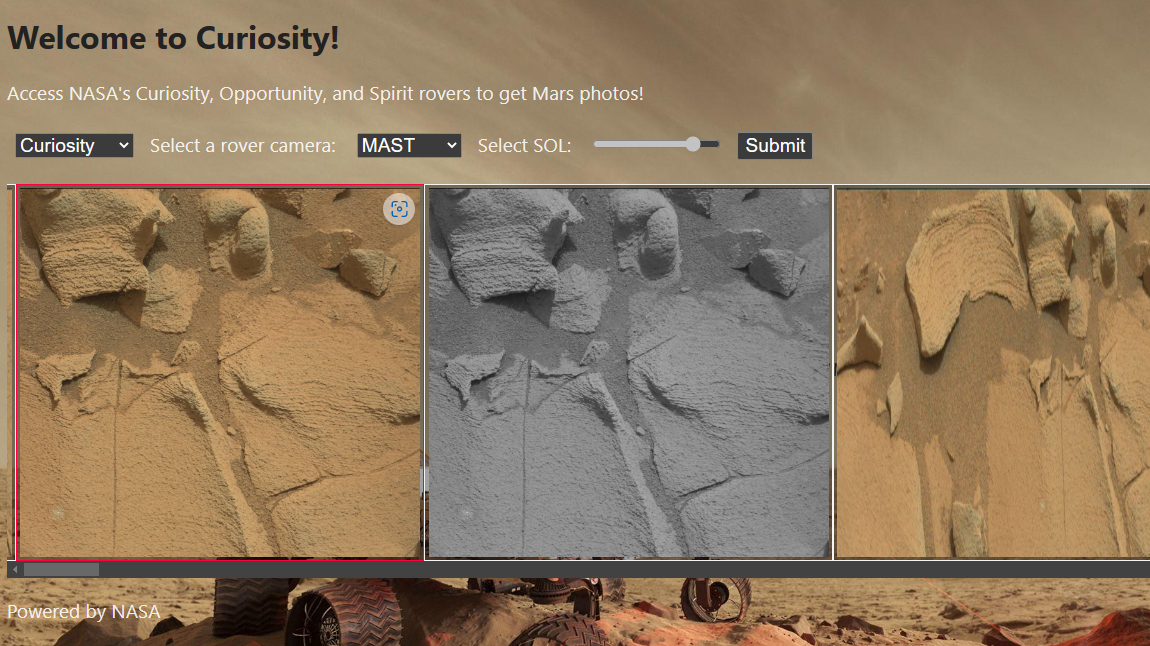 Welcome to Curiosity!
Access NASA's Curiosity, Opportunity, and Spirit rovers to get Mars photos!
Curiosity Select a rover camera: MAST Select SOL: Submit
Powered by NASA